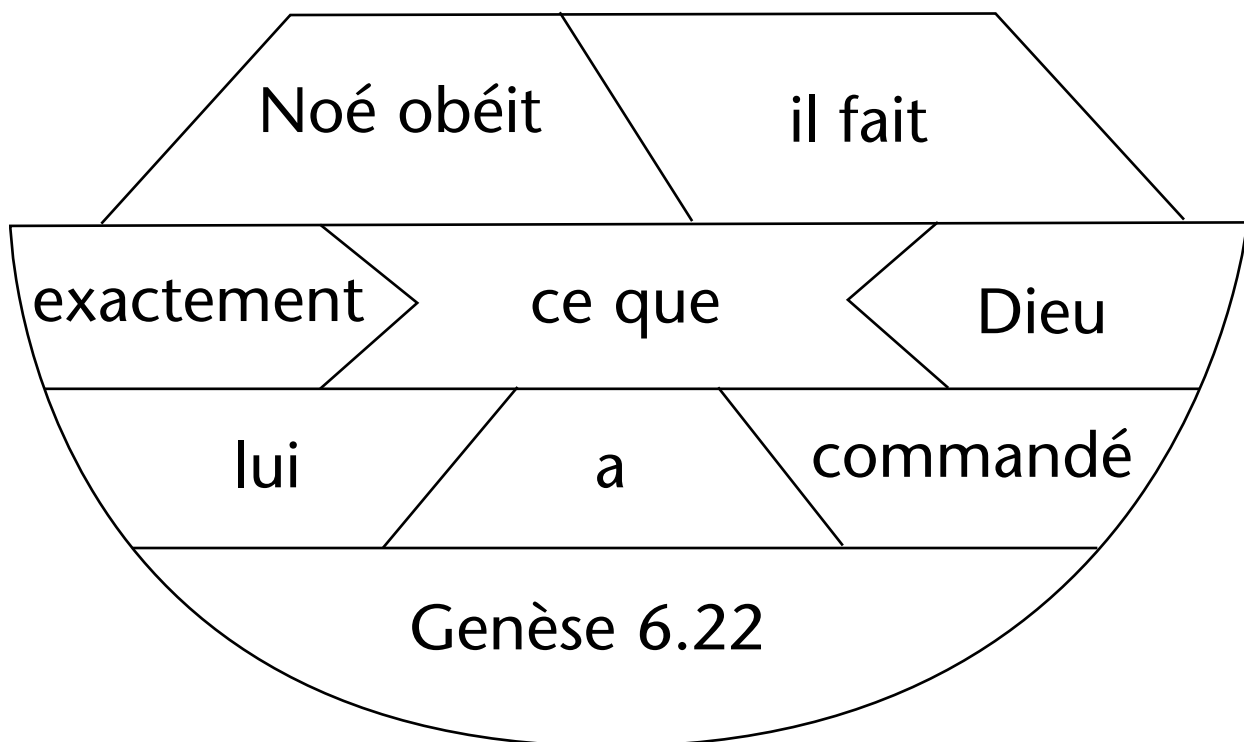 Noé obéit il fait
exactement ce que Dieu
lui a commandé
Genèse 6.22